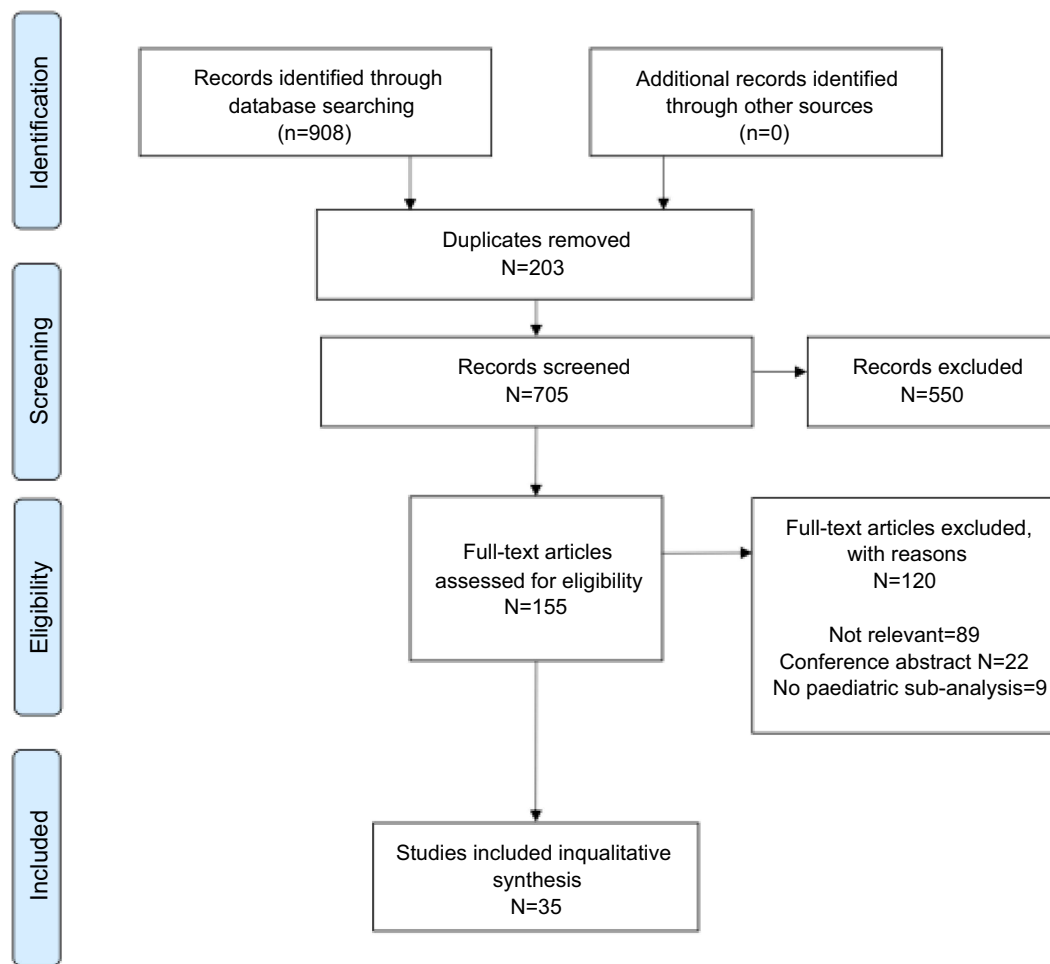 Identification
Records identified through
database searching
(n=908)
Additional records identified
through other sources
(n=0)
Duplicates removed
N=203
Screening
Records screened
N=705
Records excluded
N=550
Eligibility
Full-text articles
assessed for eligibility
N=155
Full-text articles excluded,
with reasons
N=120
Not relevant=89
Conference abstract N=22
No paediatric sub-analysis=9
Included
Studies included inqualitative
synthesis
N=35